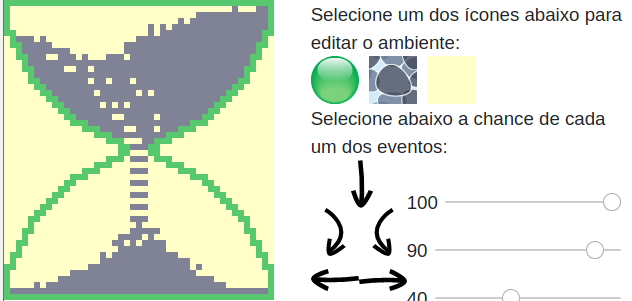 Selecione um dos ícones abaixo para
editar o ambiente:
Selecione abaixo a chance de cada
um dos eventos:
100
90
40